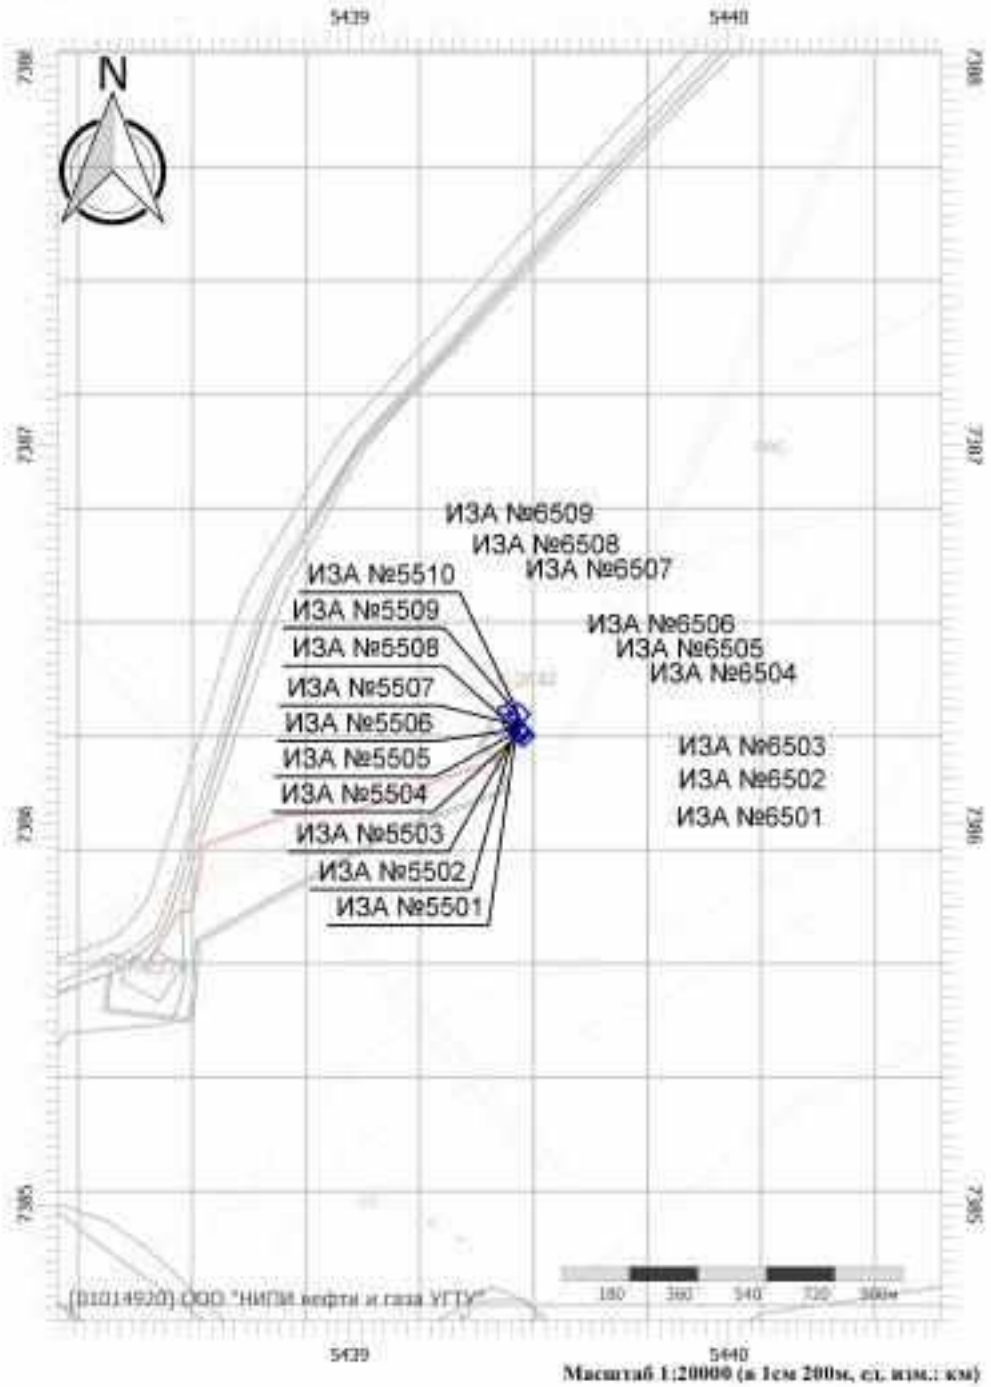 5439 5440
N
7388 7388
7387 7387
ИЗА №6509
ИЗА №6508
ИЗА №6507
ИЗА №5510
ИЗА №5509
ИЗА №6506
ИЗА №5508
ИЗА №6505
ИЗА №6504
ИЗА №5507
ИЗА №5506
ИЗА №6503
ИЗА №5505
ИЗА №6502
ИЗА №5504
ИЗА №6501
7386 7386
ИЗА №5503
ИЗА №5502
ИЗА №5501
7385 7385
180 360 540 720 900м
(01014920) ООО "НИПИ нефти и газа УГТУ"
5439 5440
Масштаб 1:20000 (в 1см 200м, ед. изм.: км)